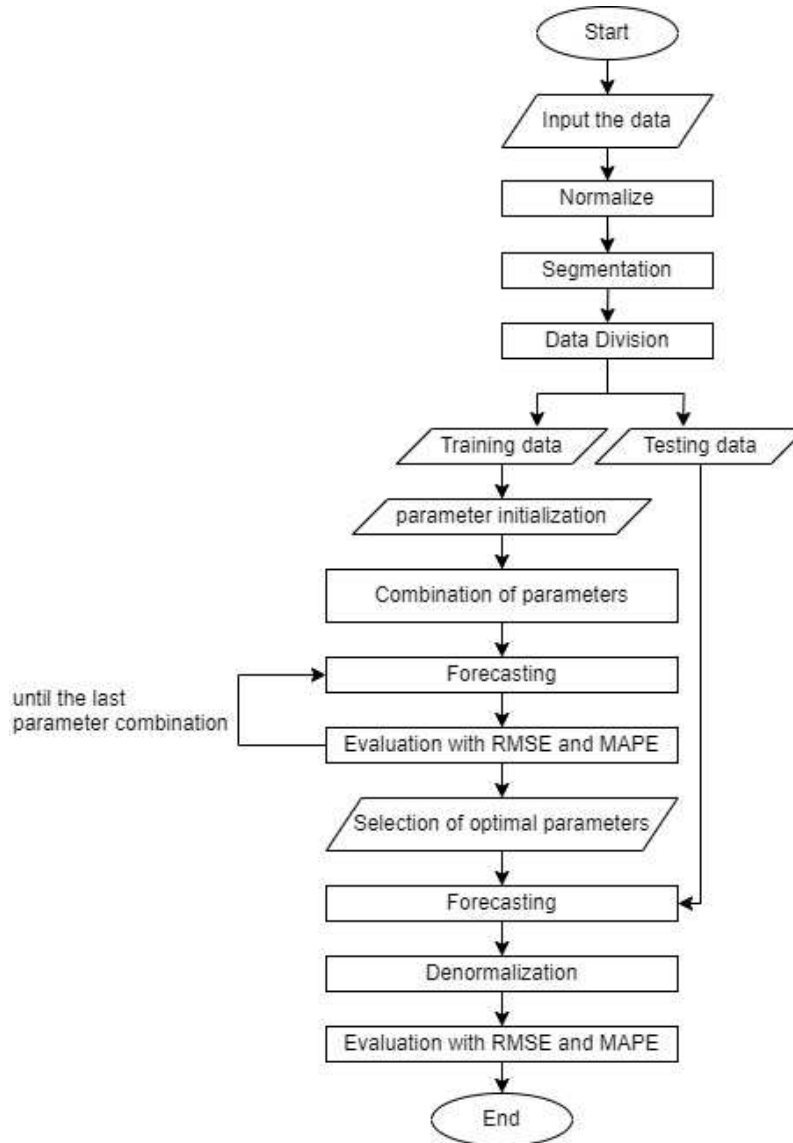 Start
Input the data
Normalize
Segmentation
Data Division
Training data
Testing data
parameter initialization
Combination of parameters
Forecasting
until the last
parameter combination
Evaluation with RMSE and MAPE
Selection of optimal parameters
Forecasting
Denormalization
Evaluation with RMSE and MAPE
End